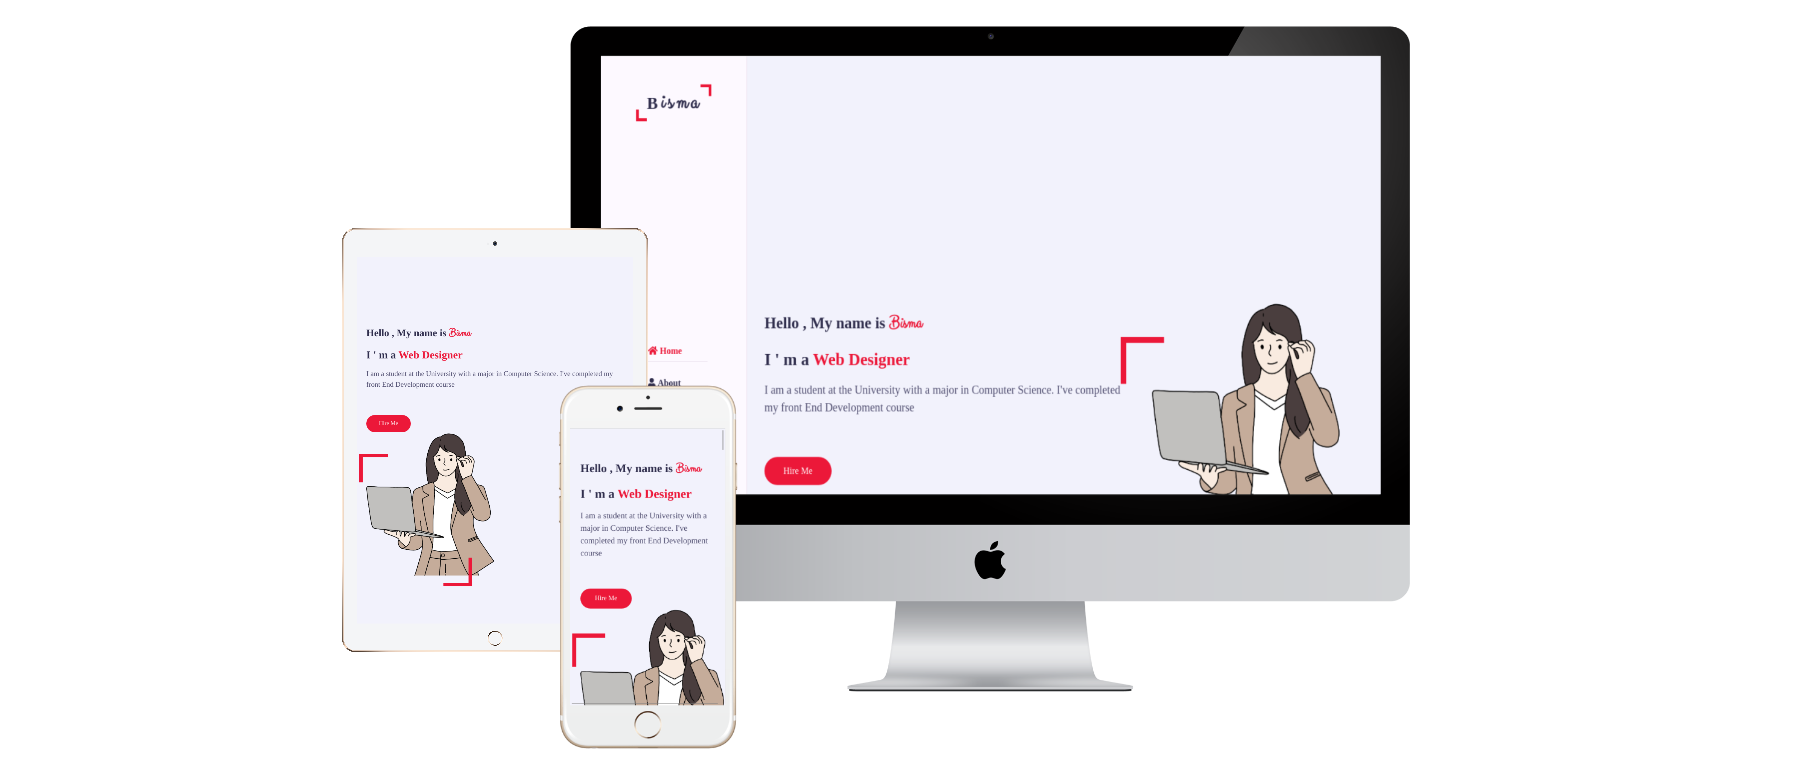 Bisma
Home
About
Hello , My name is Bisma
I ' m a Web Designer
I am a student at the University with a major in Computer Science. I've completed
my front End Development course
Hire Me
Hello , My name is Bisma
I ' m a Web Designer
I am a student at the University with a major in Computer Science. I've completed my
front End Development course
Hire Me
Hello , My name is Bisma
I ' m a Web Designer
I am a student at the University with a
major in Computer Science. I've
completed my front End Development
course
Hire Me